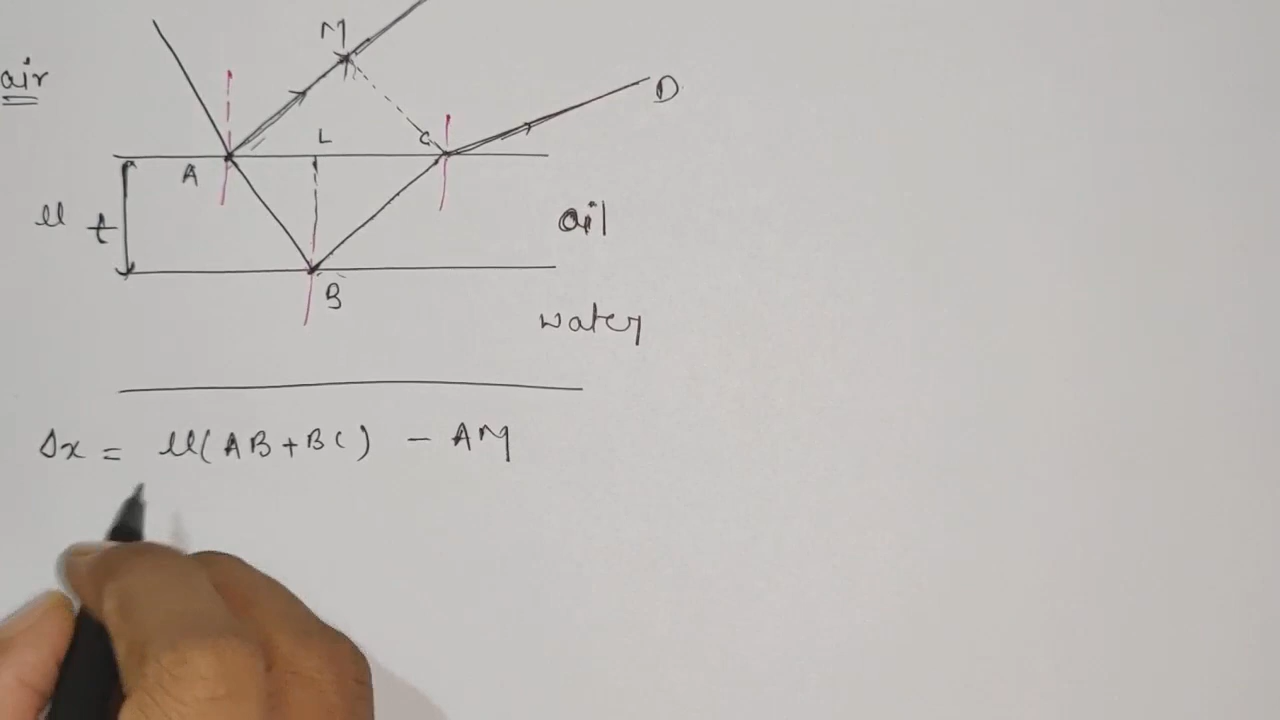 M
air
D
L
C
A
μ t
oil
B
water
Δx = μ(AB+BC) - AM